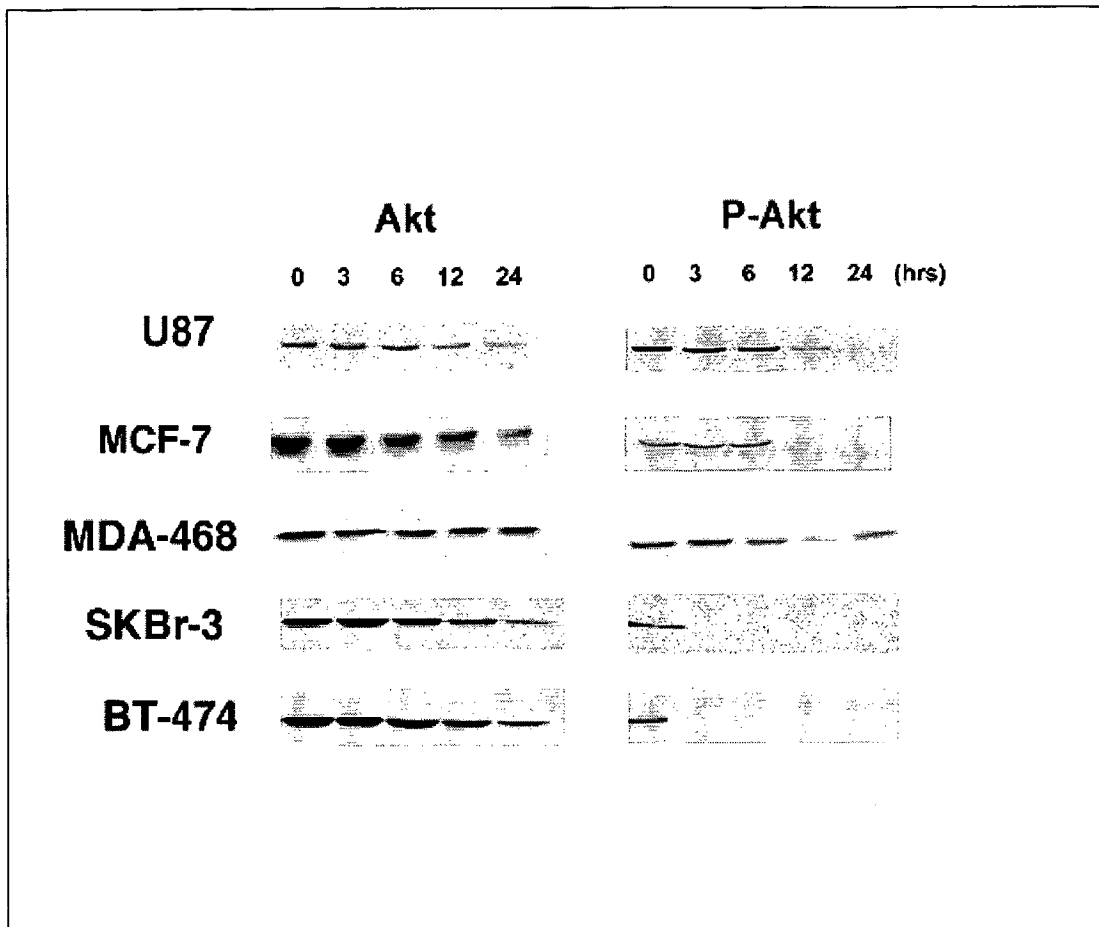 Akt P-Akt
0 3 6 12 24 0 3 6 12 24 (hrs)
U87
MCF-7
MDA-468
SKBr-3
BT-474